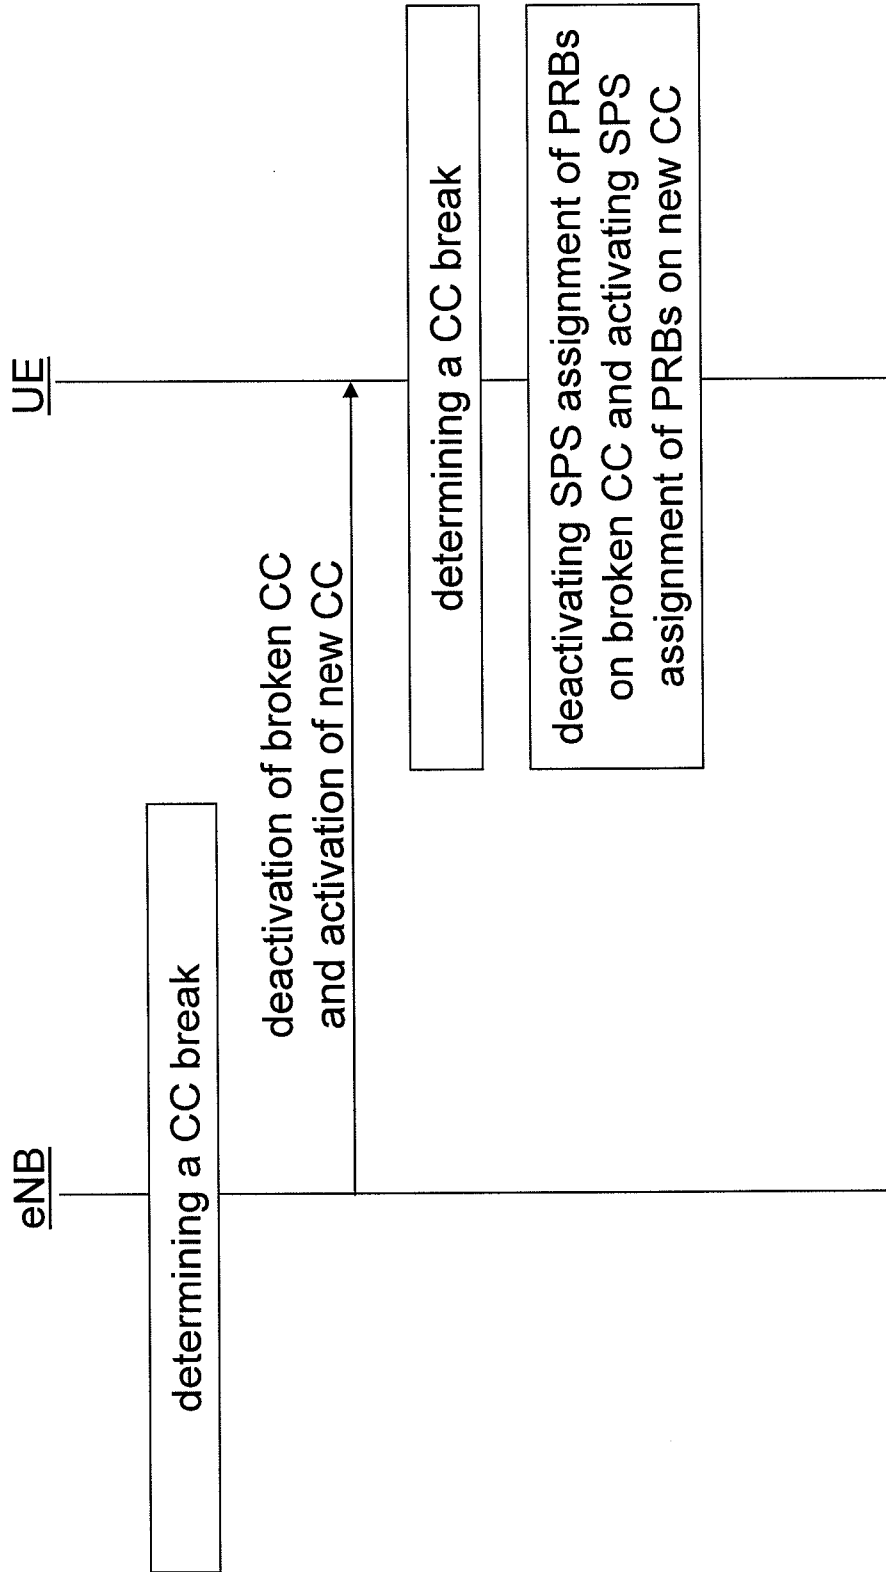 eNB
UE
determining a CC break
deactivation of broken CC
and activation of new CC
determining a CC break
deactivating SPS assignment of PRBs
on broken CC and activating SPS
assignment of PRBs on new CC